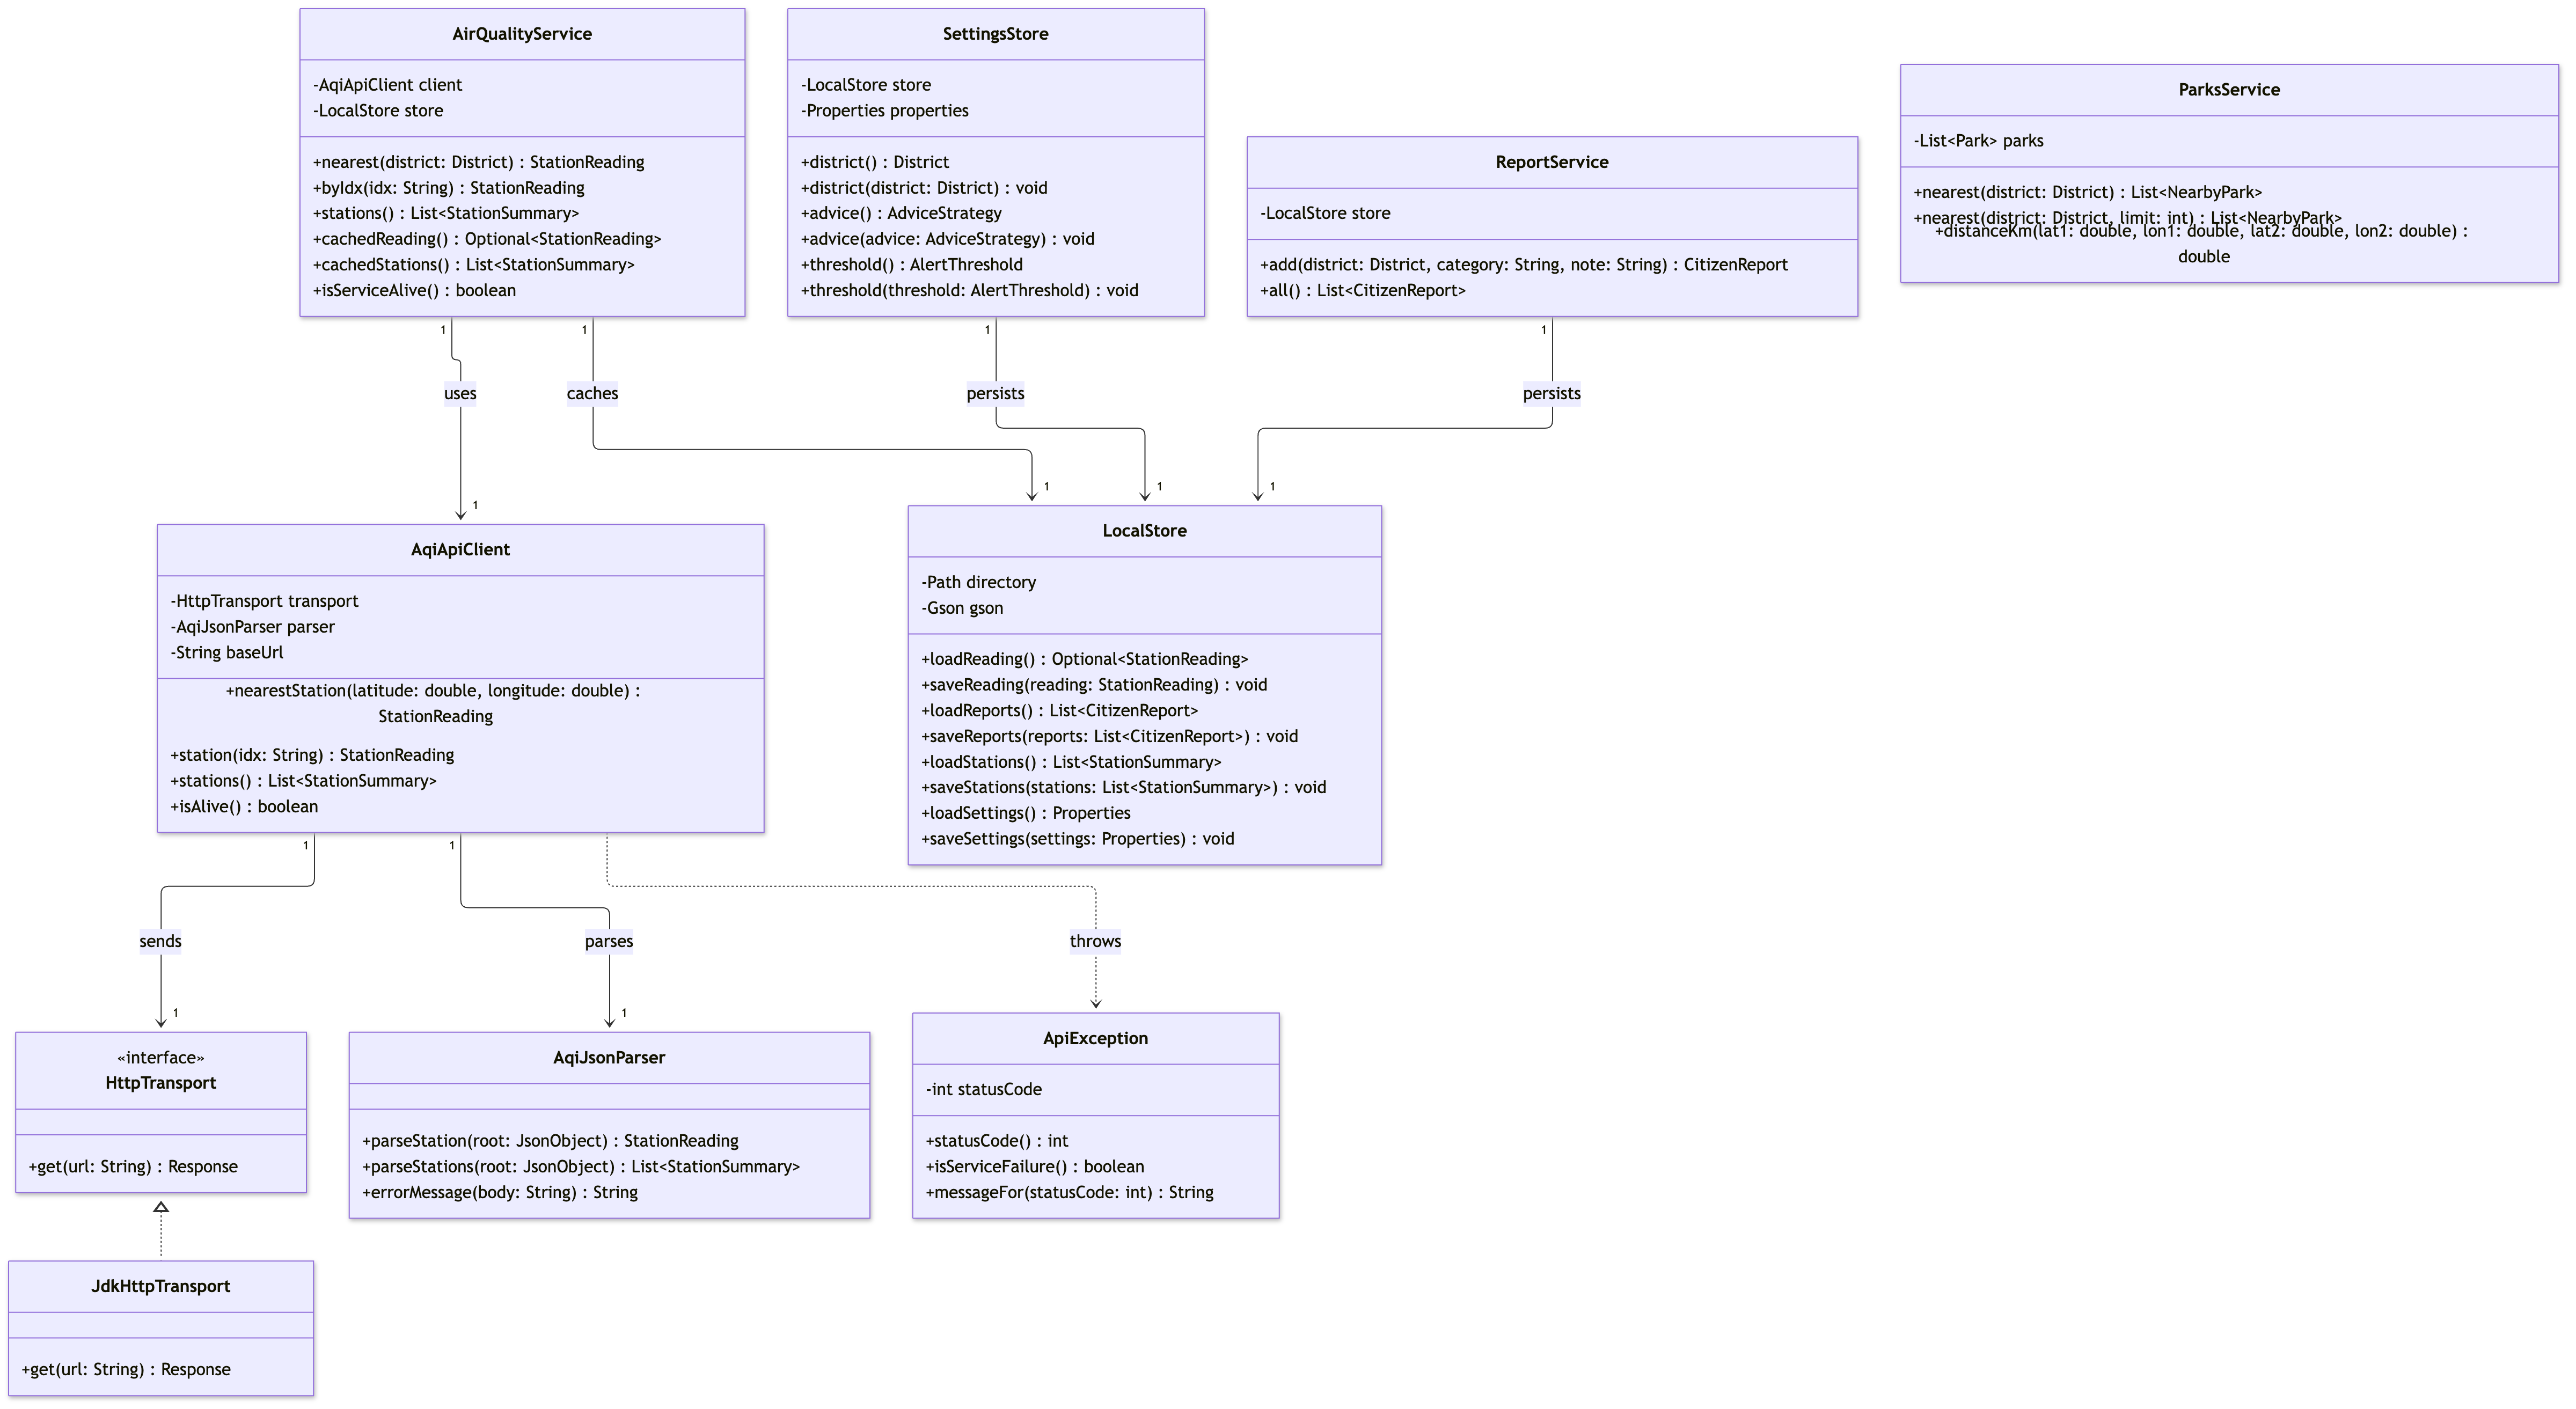 AirQualityService
-AqiApiClient client
-LocalStore store
+nearest(district: District) : StationReading
+byIdx(idx: String) : StationReading
+stations() : List<StationSummary>
+cachedReading() : Optional<StationReading>
+cachedStations() : List<StationSummary>
+isServiceAlive() : boolean
SettingsStore
-LocalStore store
-Properties properties
+district() : District
+district(district: District) : void
+advice() : AdviceStrategy
+advice(advice: AdviceStrategy) : void
+threshold() : AlertThreshold
+threshold(threshold: AlertThreshold) : void
ReportService
-LocalStore store
+add(district: District, category: String, note: String) : CitizenReport
+all() : List<CitizenReport>
ParksService
-List<Park> parks
+nearest(district: District) : List<NearbyPark>
+nearest(district: District, limit: int) : List<NearbyPark>
+distanceKm(lat1: double, lon1: double, lat2: double, lon2: double) :
double
1
1
1
1
uses
caches
persists
persists
1
1
1
1
AqiApiClient
-HttpTransport transport
-AqiJsonParser parser
-String baseUrl
+nearestStation(latitude: double, longitude: double) :
StationReading
+station(idx: String) : StationReading
+stations() : List<StationSummary>
+isAlive() : boolean
LocalStore
-Path directory
-Gson gson
+loadReading() : Optional<StationReading>
+saveReading(reading: StationReading) : void
+loadReports() : List<CitizenReport>
+saveReports(reports: List<CitizenReport>) : void
+loadStations() : List<StationSummary>
+saveStations(stations: List<StationSummary>) : void
+loadSettings() : Properties
+saveSettings(settings: Properties) : void
1
1
sends
parses
throws
1
1
«interface»
HttpTransport
+get(url: String) : Response
AqiJsonParser
+parseStation(root: JsonObject) : StationReading
+parseStations(root: JsonObject) : List<StationSummary>
+errorMessage(body: String) : String
ApiException
-int statusCode
+statusCode() : int
+isServiceFailure() : boolean
+messageFor(statusCode: int) : String
JdkHttpTransport
+get(url: String) : Response